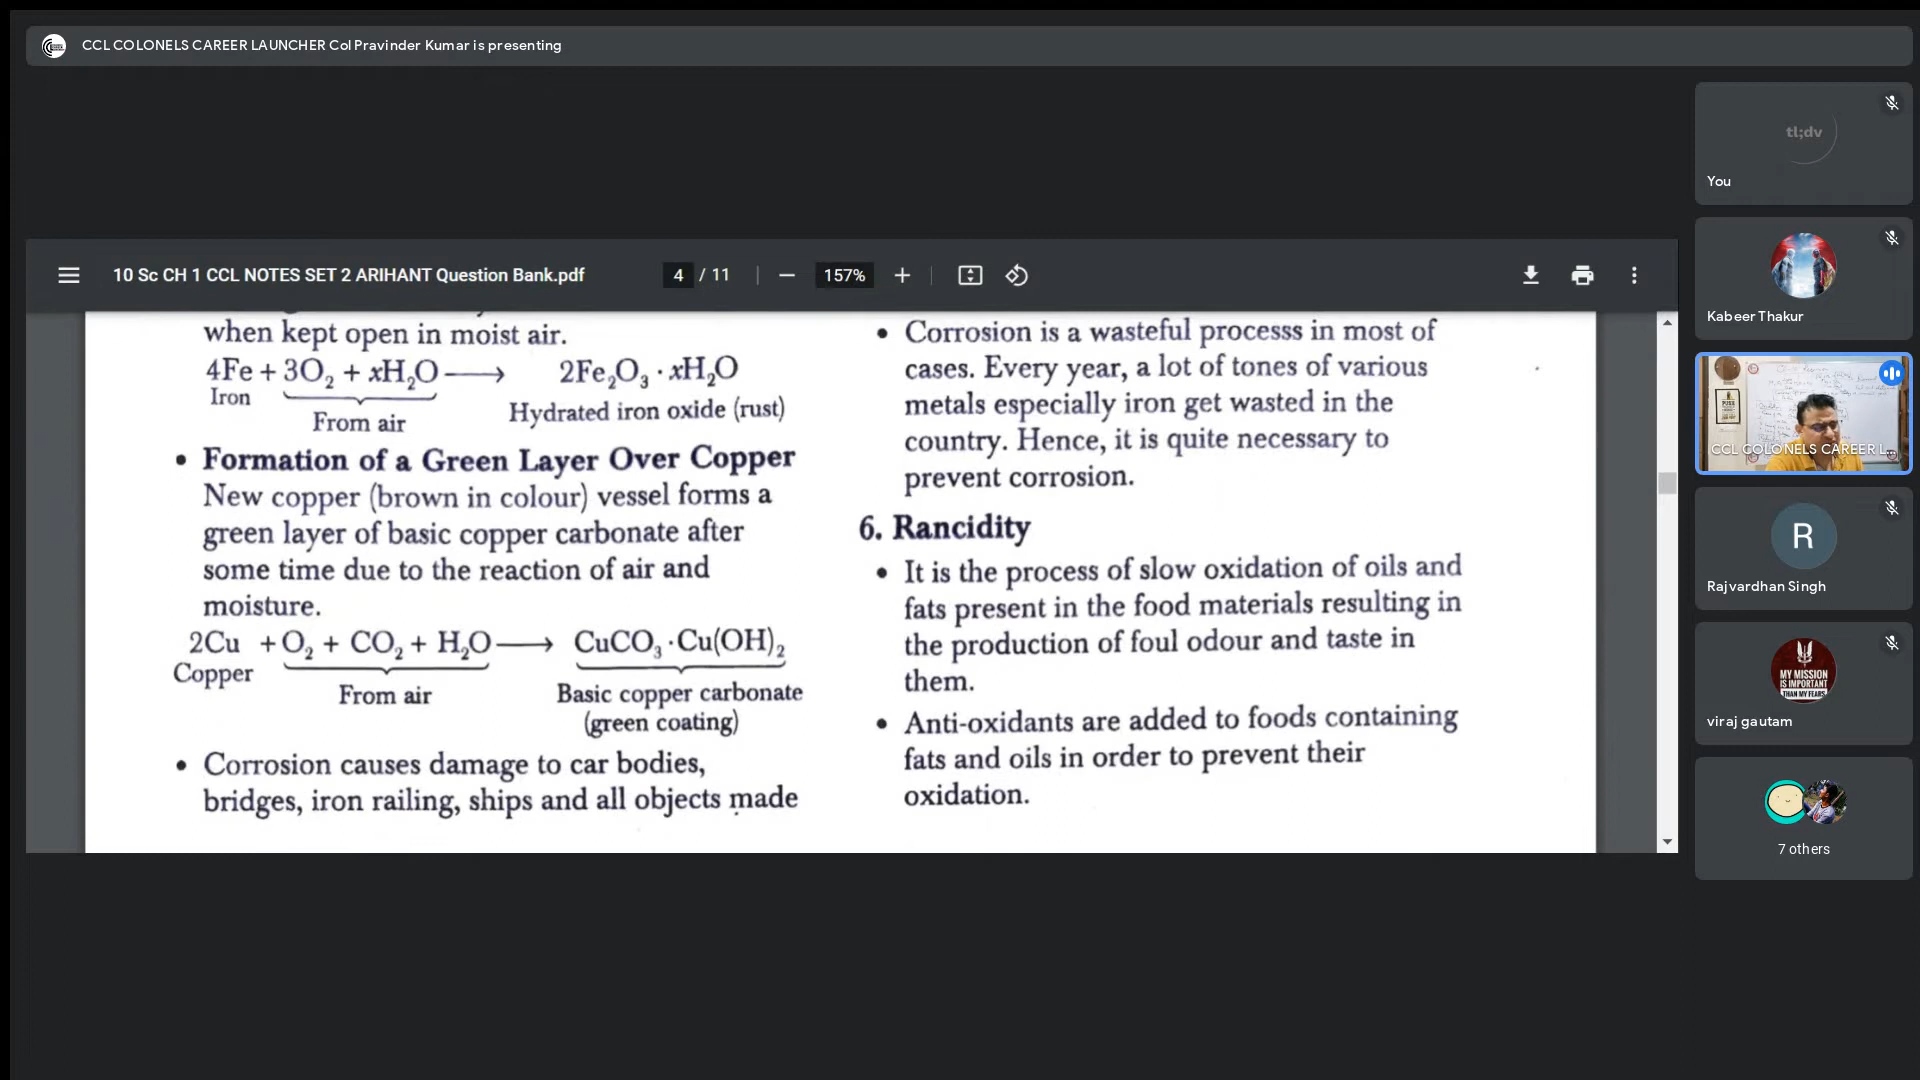 CCL COLONELS CAREER LAUNCHER Col Pravinder Kumar is presenting
10 Sc CH 1 CCL NOTES SET 2 ARIHANT Question Bank.pdf
4 / 11
157%
when kept open in moist air.
4Fe + 3O₂ + xH₂O ⟶ 2Fe₂O₃ · xH₂O
Iron
From air
Hydrated iron oxide (rust)
• Formation of a Green Layer Over Copper
New copper (brown in colour) vessel forms a
green layer of basic copper carbonate after
some time due to the reaction of air and
moisture.
2Cu + O₂ + CO₂ + H₂O ⟶ CuCO₃ · Cu(OH)₂
Copper
From air
Basic copper carbonate
(green coating)
• Corrosion causes damage to car bodies,
bridges, iron railing, ships and all objects made
• Corrosion is a wasteful processs in most of
cases. Every year, a lot of tones of various
metals especially iron get wasted in the
country. Hence, it is quite necessary to
prevent corrosion.
6. Rancidity
• It is the process of slow oxidation of oils and
fats present in the food materials resulting in
the production of foul odour and taste in
them.
• Anti-oxidants are added to foods containing
fats and oils in order to prevent their
oxidation.
tl;dv
You
Kabeer Thakur
CCL COLONELS CAREER L...
R
Rajvardhan Singh
MY MISSION
IS IMPORTANT
THAN MY FEARS
viraj gautam
7 others